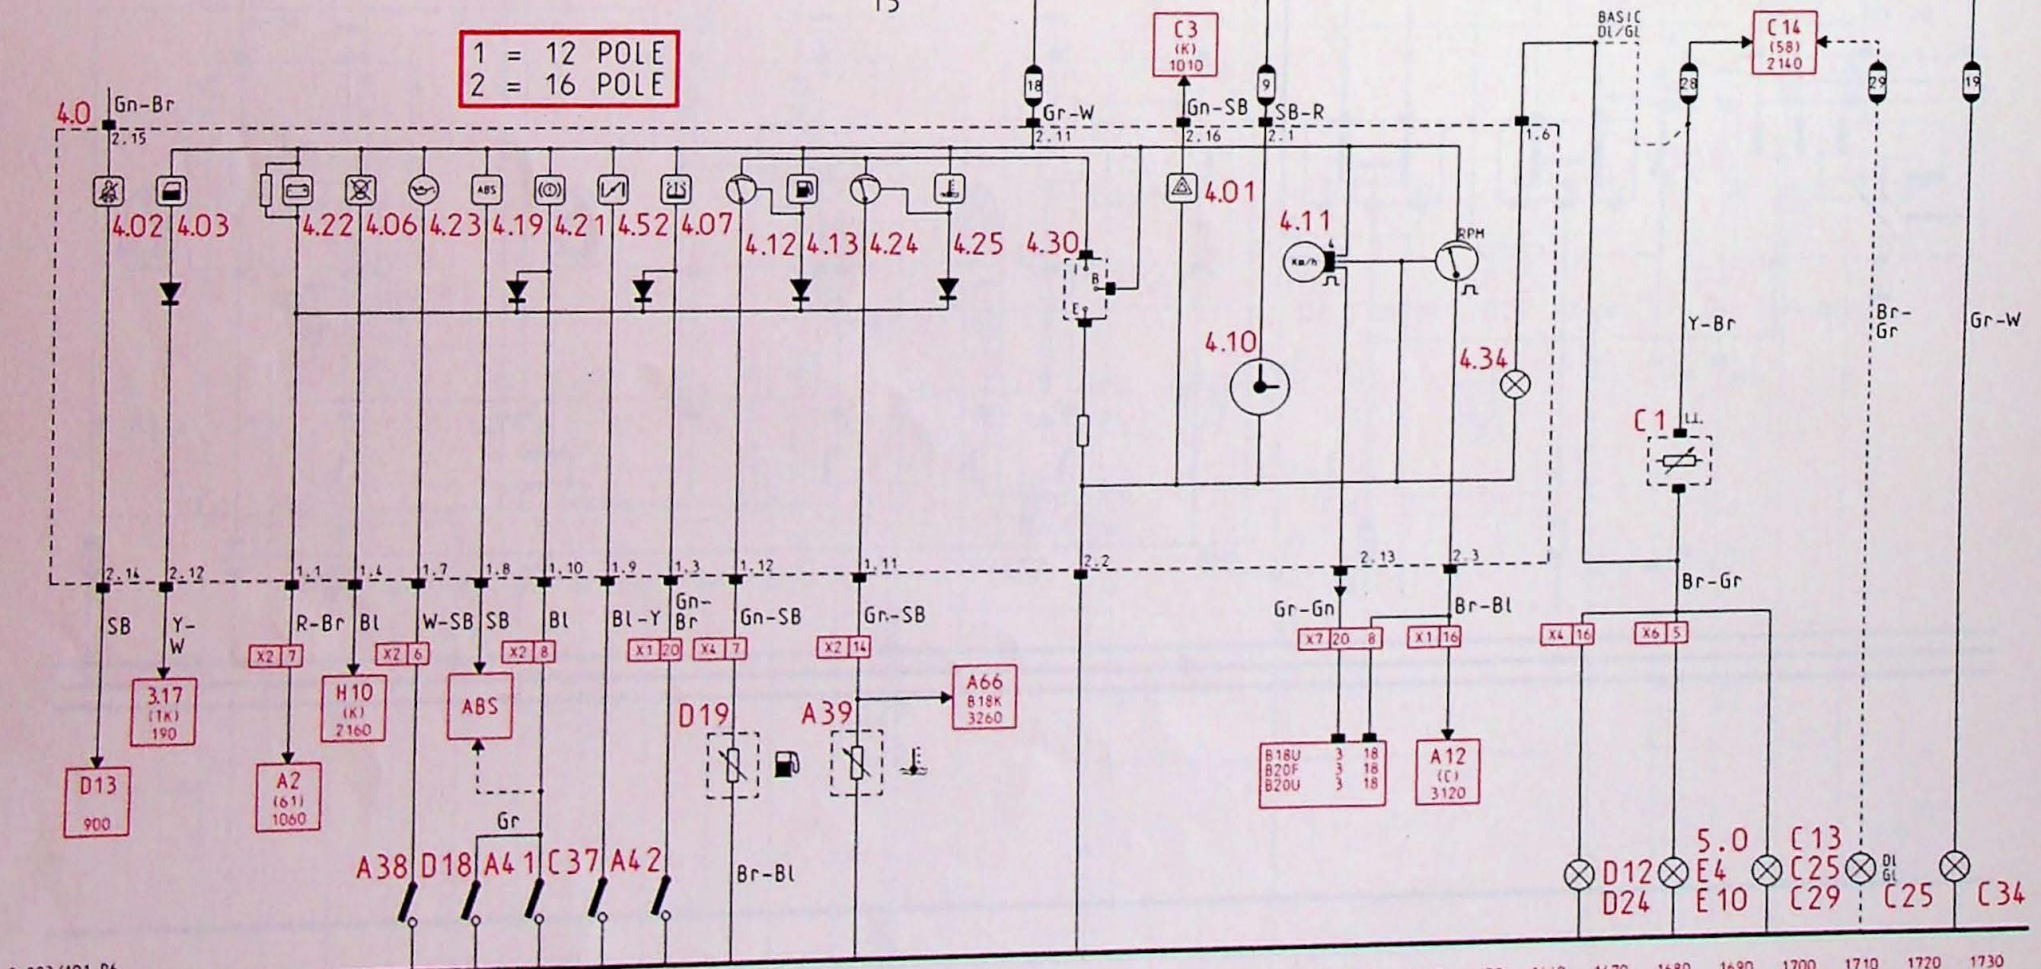 15
1 = 12 POLE
2 = 16 POLE
C3
(K)
1010
BASIC
DL/GL
C14
(58)
2140
4.0
Gn-Br
18
Gr-W
Gn-SB
9
SB-R
28
29
19
2.15
2.11
2.16
2.1
1.6
ABS
4.02
4.03
4.22
4.06
4.23
4.19
4.21
4.52
4.07
4.12
4.13
4.24
4.25
4.30
4.01
4.11
4
Km/h
RPM
B
E
4.10
4.34
Y-Br
Br-
Gr
Gr-W
C1
2.14
2.12
1.1
1.4
1.7
1.8
1.10
1.9
1.3
1.12
1.11
2.2
2.13
2.3
SB
Y-
W
R-Br
Bl
W-SB
SB
Bl
Bl-Y
Gn-
Br
Gn-SB
Gn-SB
Gr-Gn
Br-Bl
Br-Gr
X2 7
X2 6
X2 8
X1 20
X4 7
X2 14
X7 20 8
X1 16
X4 16
X6 5
3.17
(TK)
190
H10
(K)
2160
ABS
D19
A39
A66
B18K
3260
D13
900
A2
(61)
1060
B18U 3 18
B20F 3 18
B20U 3 18
A12
(C)
3120
Gr
A38
D18
A41
C37
A42
Br-Bl
D12
D24
5.0
E4
E10
C13
C25
C29
DL
GL
C25
C34
1680
1690
1700
1710
1720
1730